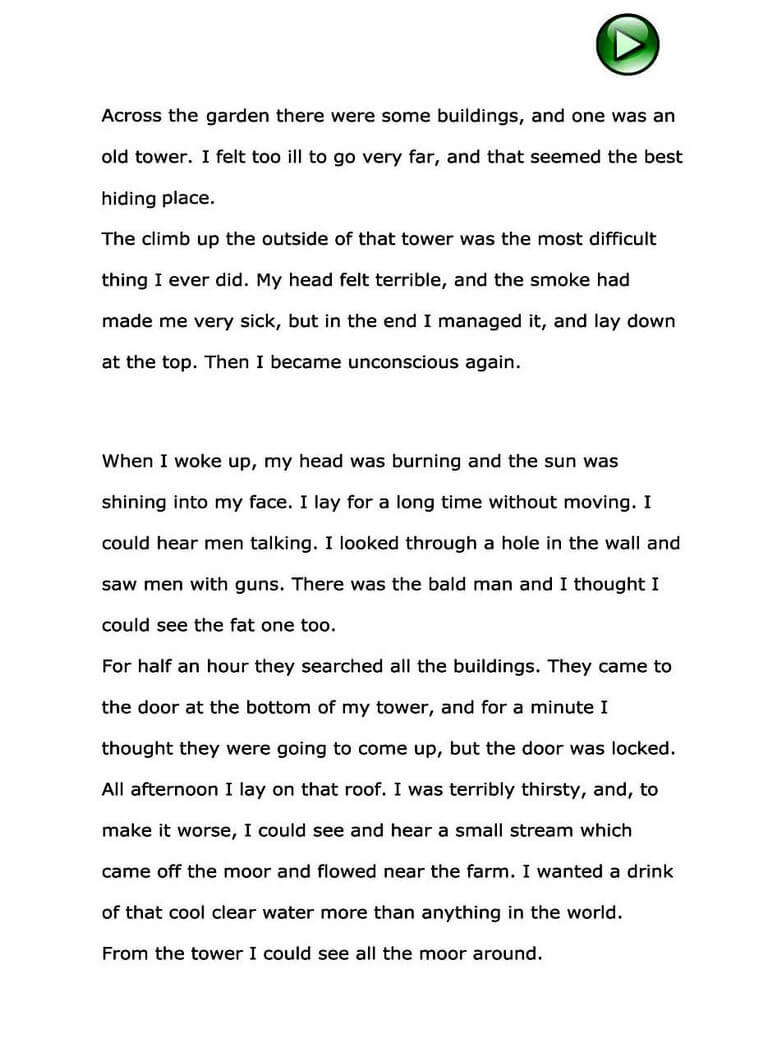 Across the garden there were some buildings, and one was an
old tower. I felt too ill to go very far, and that seemed the best
hiding place.
The climb up the outside of that tower was the most difficult
thing I ever did. My head felt terrible, and the smoke had
made me very sick, but in the end I managed it, and lay down
at the top. Then I became unconscious again.
When I woke up, my head was burning and the sun was
shining into my face. I lay for a long time without moving. I
could hear men talking. I looked through a hole in the wall and
saw men with guns. There was the bald man and I thought I
could see the fat one too.
For half an hour they searched all the buildings. They came to
the door at the bottom of my tower, and for a minute I
thought they were going to come up, but the door was locked.
All afternoon I lay on that roof. I was terribly thirsty, and, to
make it worse, I could see and hear a small stream which
came off the moor and flowed near the farm. I wanted a drink
of that cool clear water more than anything in the world.
From the tower I could see all the moor around.